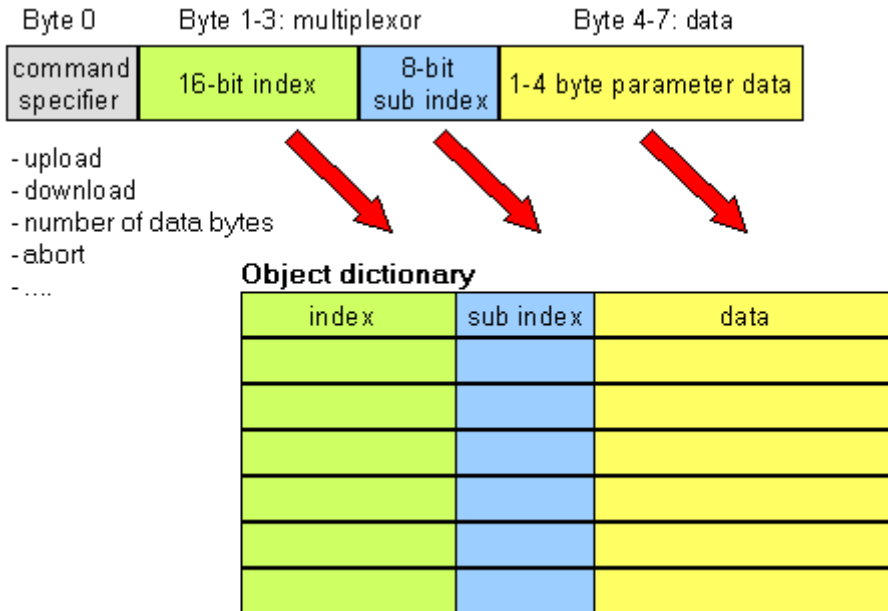 Byte 0
Byte 1-3: multiplexor
Byte 4-7: data
command
specifier
16-bit index
8-bit
sub index
1-4 byte parameter data
- upload
- download
- number of data bytes
- abort
- ....
Object dictionary
index
sub index
data